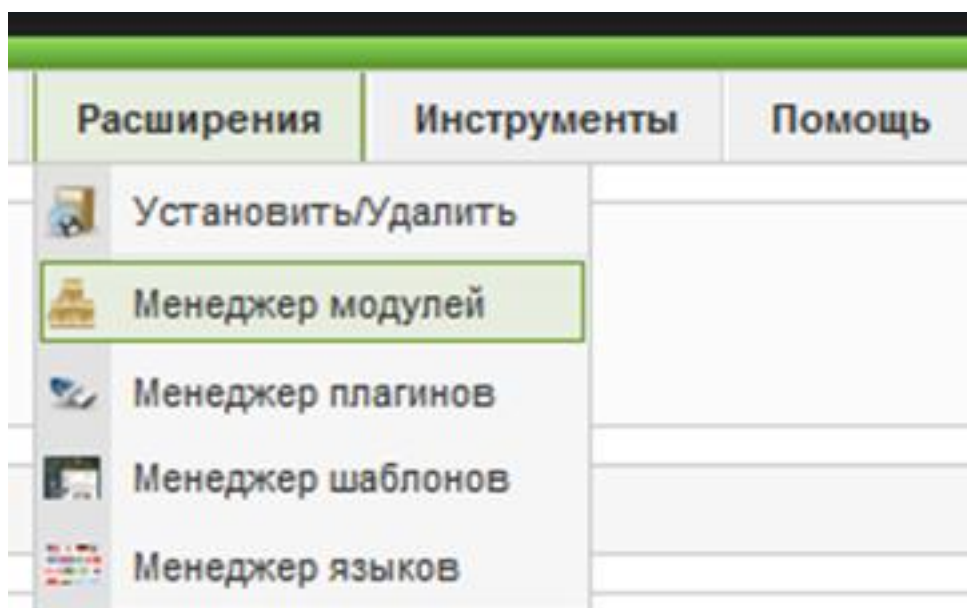 Расширения Инструменты Помощь
Установить/Удалить
Менеджер модулей
Менеджер плагинов
Менеджер шаблонов
Менеджер языков